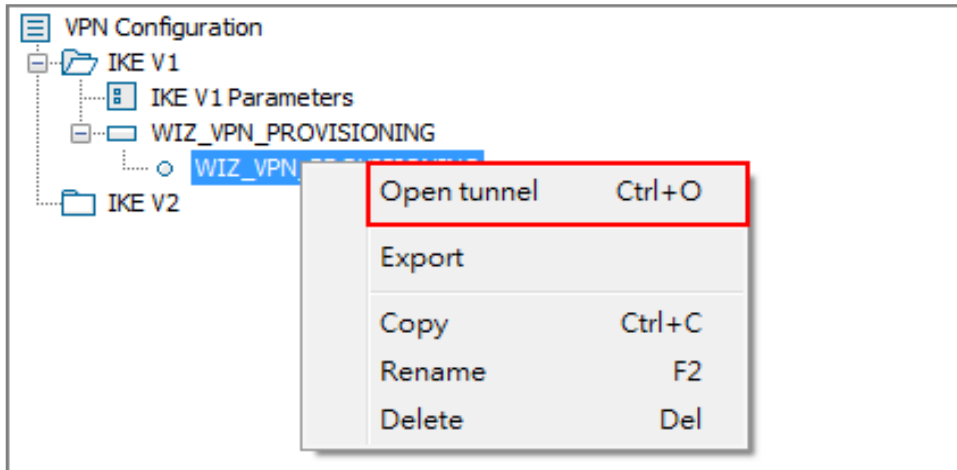 VPN Configuration
IKE V1
IKE V1 Parameters
WIZ_VPN_PROVISIONING
WIZ_VPN_
IKE V2
Open tunnel Ctrl+O
Export
Copy Ctrl+C
Rename F2
Delete Del